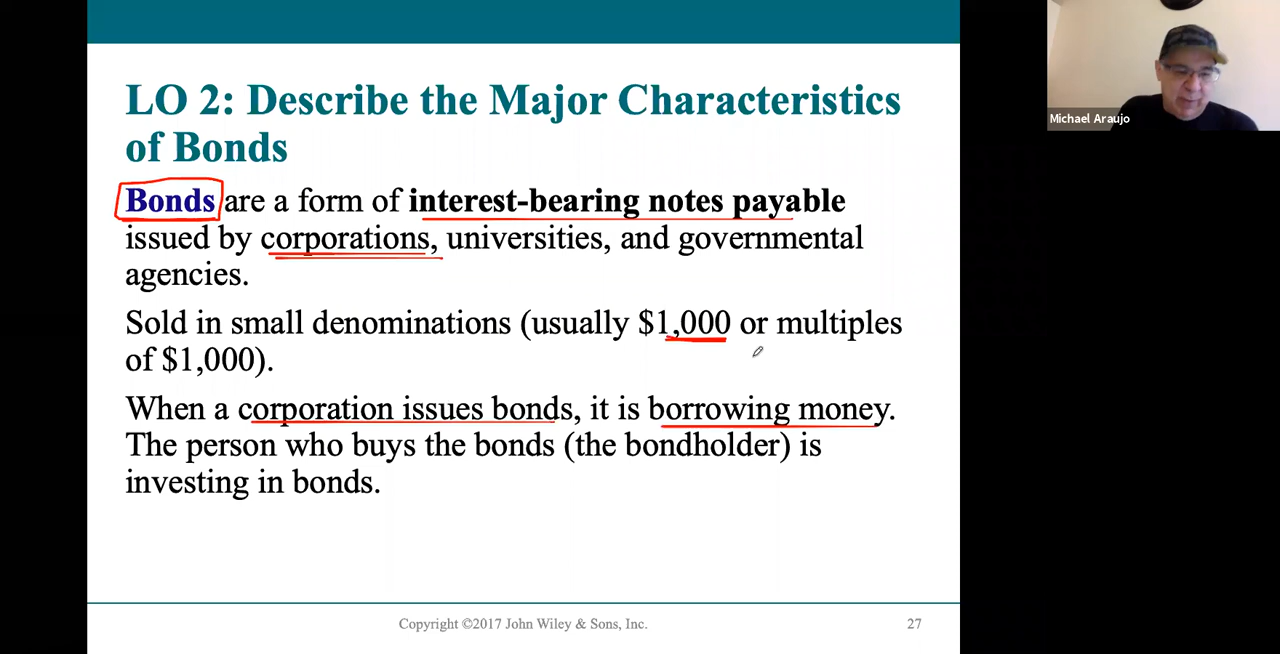 LO 2: Describe the Major Characteristics
of Bonds
Michael Araujo
Bonds are a form of interest-bearing notes payable
issued by corporations, universities, and governmental
agencies.
Sold in small denominations (usually $1,000 or multiples
of $1,000).
When a corporation issues bonds, it is borrowing money.
The person who buys the bonds (the bondholder) is
investing in bonds.
Copyright ©2017 John Wiley & Sons, Inc.
27